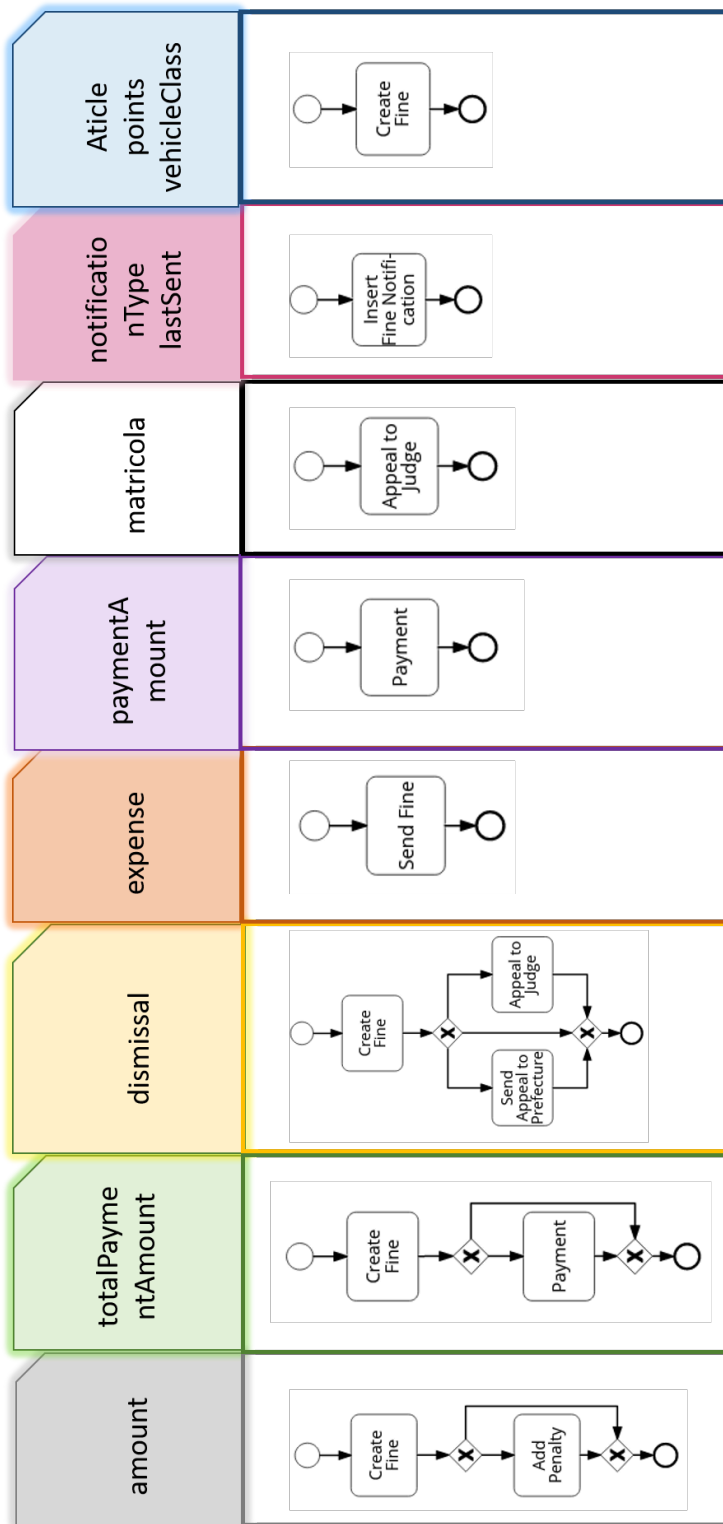 amount
Create
Fine
X
Add
Penalty
X
totalPayme
ntAmount
Create
Fine
X
Payment
X
dismissal
Create
Fine
X
Send
Appeal to
Prefecture
Appeal to
Judge
X
expense
Send Fine
paymentA
mount
Payment
matricola
Appeal to
Judge
notificatio
nType
lastSent
Insert
Fine Notifi-
cation
Aticle
points
vehicleClass
Create
Fine